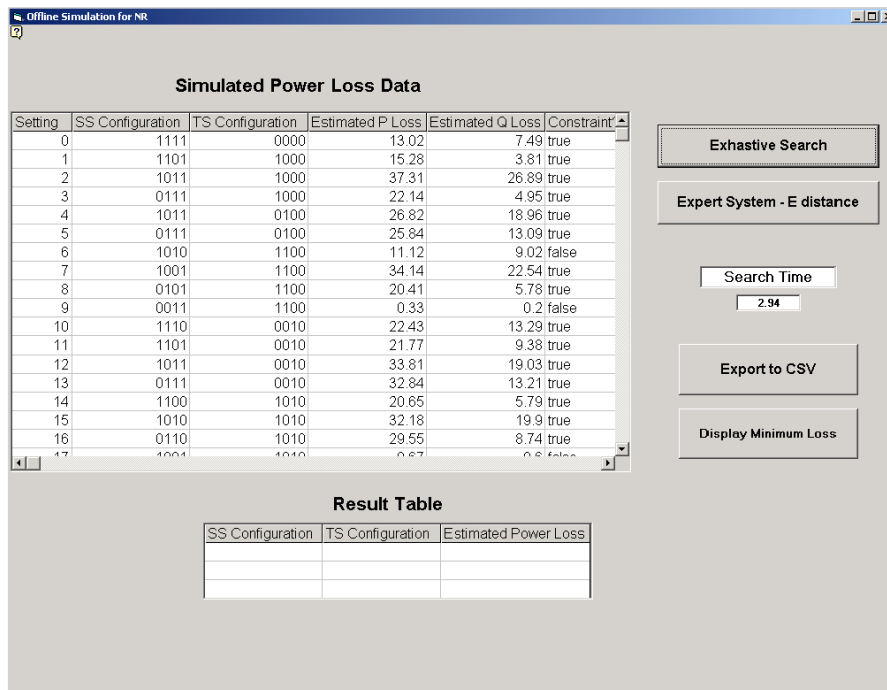 Offline Simulation for NR
Simulated Power Loss Data
Setting SS Configuration TS Configuration Estimated P Loss Estimated Q Loss Constraint
0 1111 0000 13.02 7.49 true
1 1101 1000 15.28 3.81 true
2 1011 1000 37.31 26.89 true
3 0111 1000 22.14 4.95 true
4 1011 0100 26.82 18.96 true
5 0111 0100 25.84 13.09 true
6 1010 1100 11.12 9.02 false
7 1001 1100 34.14 22.54 true
8 0101 1100 20.41 5.78 true
9 0011 1100 0.33 0.2 false
10 1110 0010 22.43 13.29 true
11 1101 0010 21.77 9.38 true
12 1011 0010 33.81 19.03 true
13 0111 0010 32.84 13.21 true
14 1100 1010 20.65 5.79 true
15 1010 1010 32.18 19.9 true
16 0110 1010 29.55 8.74 true
17 1001 1010 0.67 0.6 false
Exhastive Search
Expert System - E distance
Search Time
2.94
Export to CSV
Display Minimum Loss
Result Table
SS Configuration TS Configuration Estimated Power Loss